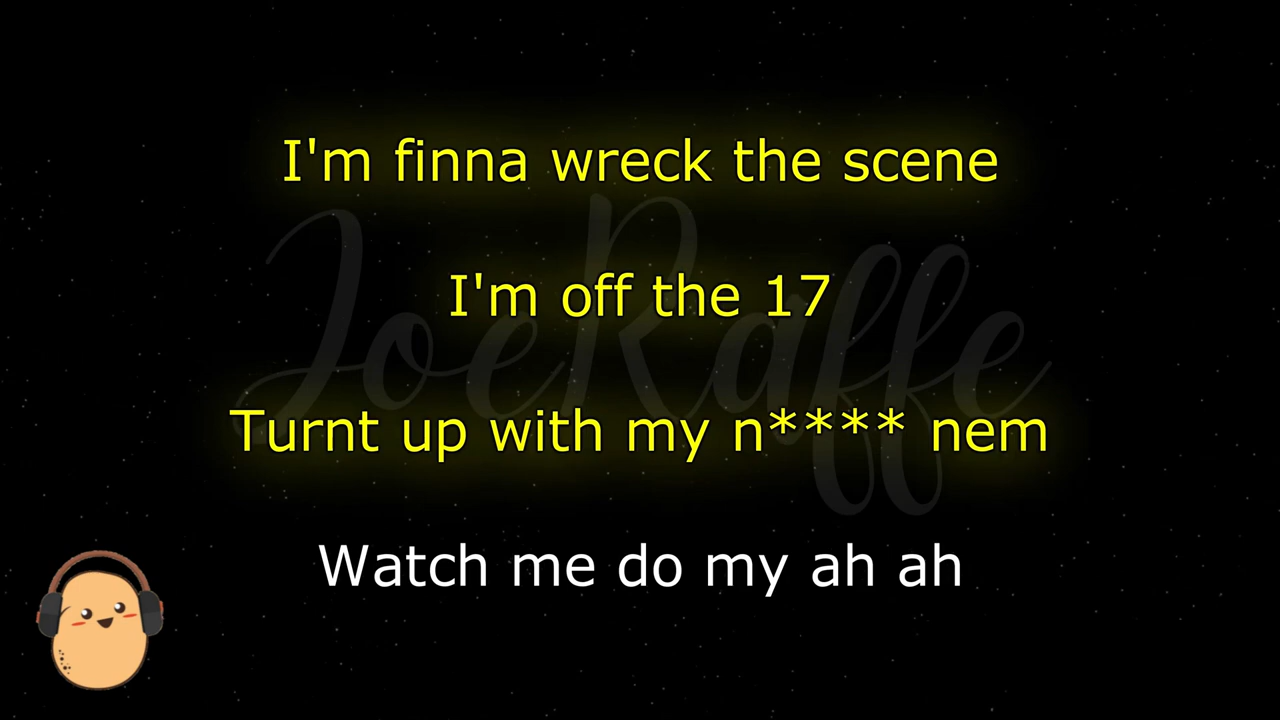 I'm finna wreck the scene
I'm off the 17
JoeRaffe
Turnt up with my n**** nem
Watch me do my ah ah